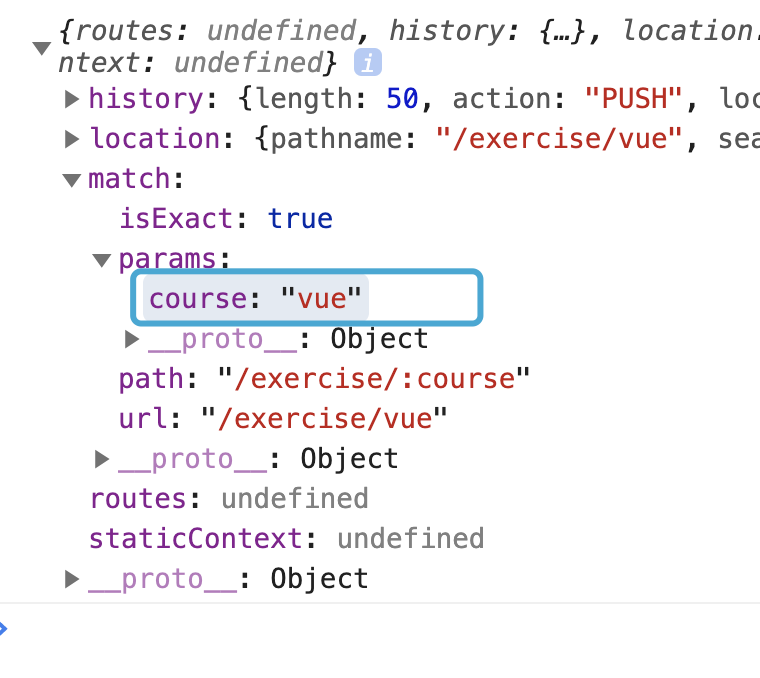 {routes: undefined, history: {…}, location:
ntext: undefined} i
history: {length: 50, action: "PUSH", loc
location: {pathname: "/exercise/vue", sea
match:
isExact: true
params:
course: "vue"
__proto__: Object
path: "/exercise/:course"
url: "/exercise/vue"
__proto__: Object
routes: undefined
staticContext: undefined
__proto__: Object